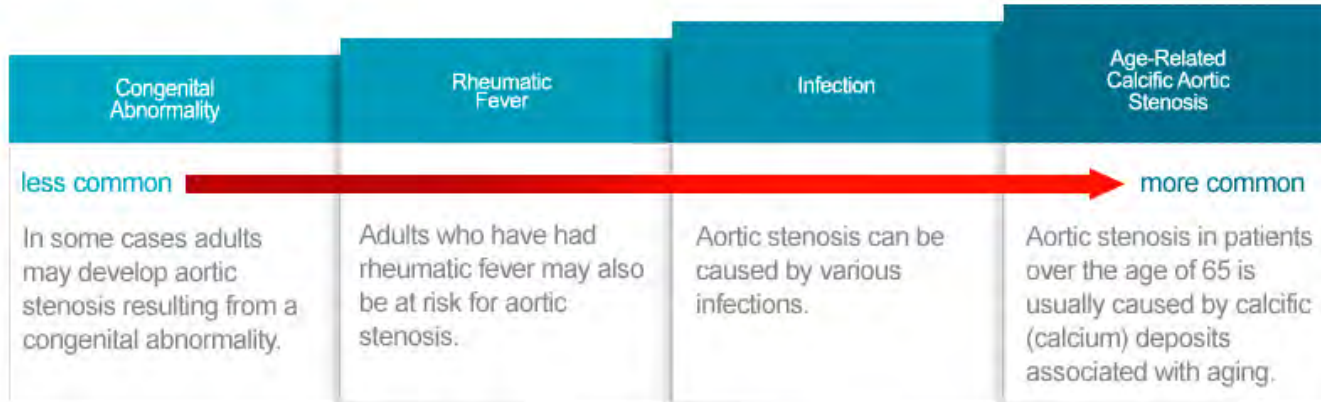 Congenital
Abnormality
Rheumatic
Fever
Infection
Age-Related
Calcific Aortic
Stenosis
less common
more common
In some cases adults
may develop aortic
stenosis resulting from a
congenital abnormality.
Adults who have had
rheumatic fever may also
be at risk for aortic
stenosis.
Aortic stenosis can be
caused by various
infections.
Aortic stenosis in patients
over the age of 65 is
usually caused by calcific
(calcium) deposits
associated with aging.